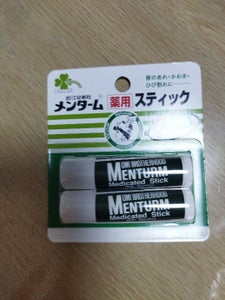 近江兄弟社
メンターム
薬用
スティック
唇のあれ・かわき・
ひび割れに
OMI BROTHERHOOD
MENTURM
Medicated Stick
OMI BROTHERHOOD
MENTURM
Medicated Stick